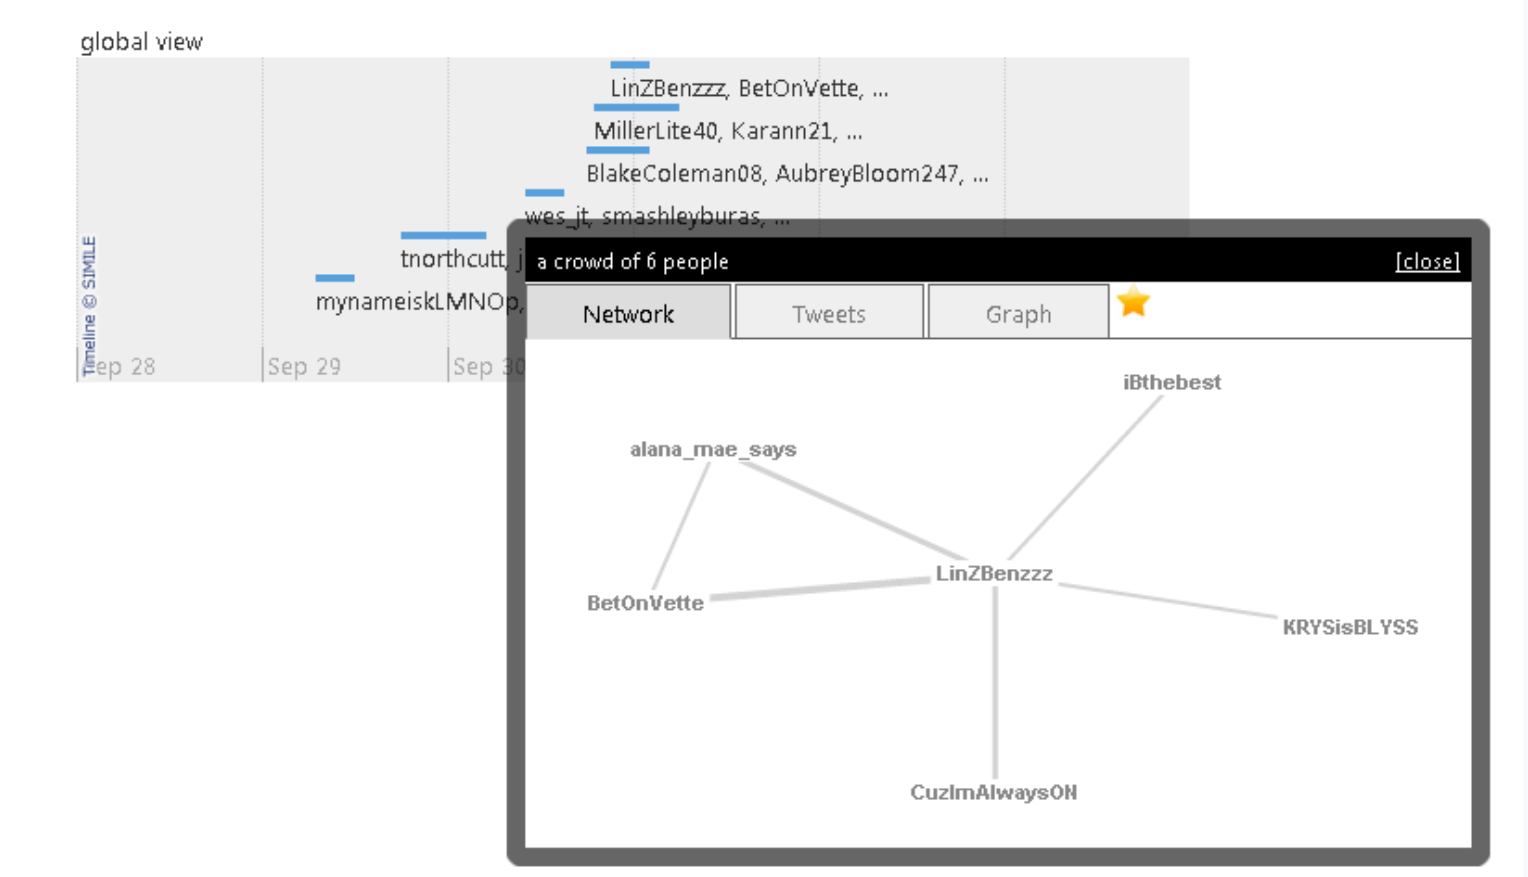 global view
LinZBenzzz, BetOnVette, ...
MillerLite40, Karann21, ...
BlakeColeman08, AubreyBloom247, ...
wes_jt, smashleyburas, ...
tnorthcutt, j
mynameiskLMNOp,
Timeline © SIMILE
Sep 28
Sep 29
Sep 30
a crowd of 6 people
[close]
Network
Tweets
Graph
iBthebest
alana_mae_says
LinZBenzzz
BetOnVette
KRYSisBLYSS
CuzImAlwaysON